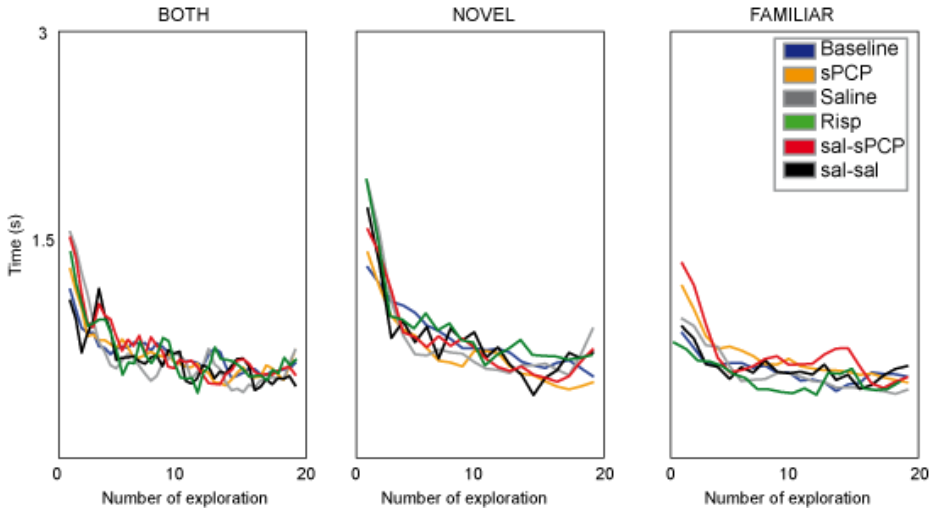 BOTH
NOVEL
FAMILIAR
3
1.5
Time (s)
Baseline
sPCP
Saline
Risp
sal-sPCP
sal-sal
0 10 20
0 10 20
0 10 20
Number of exploration
Number of exploration
Number of exploration